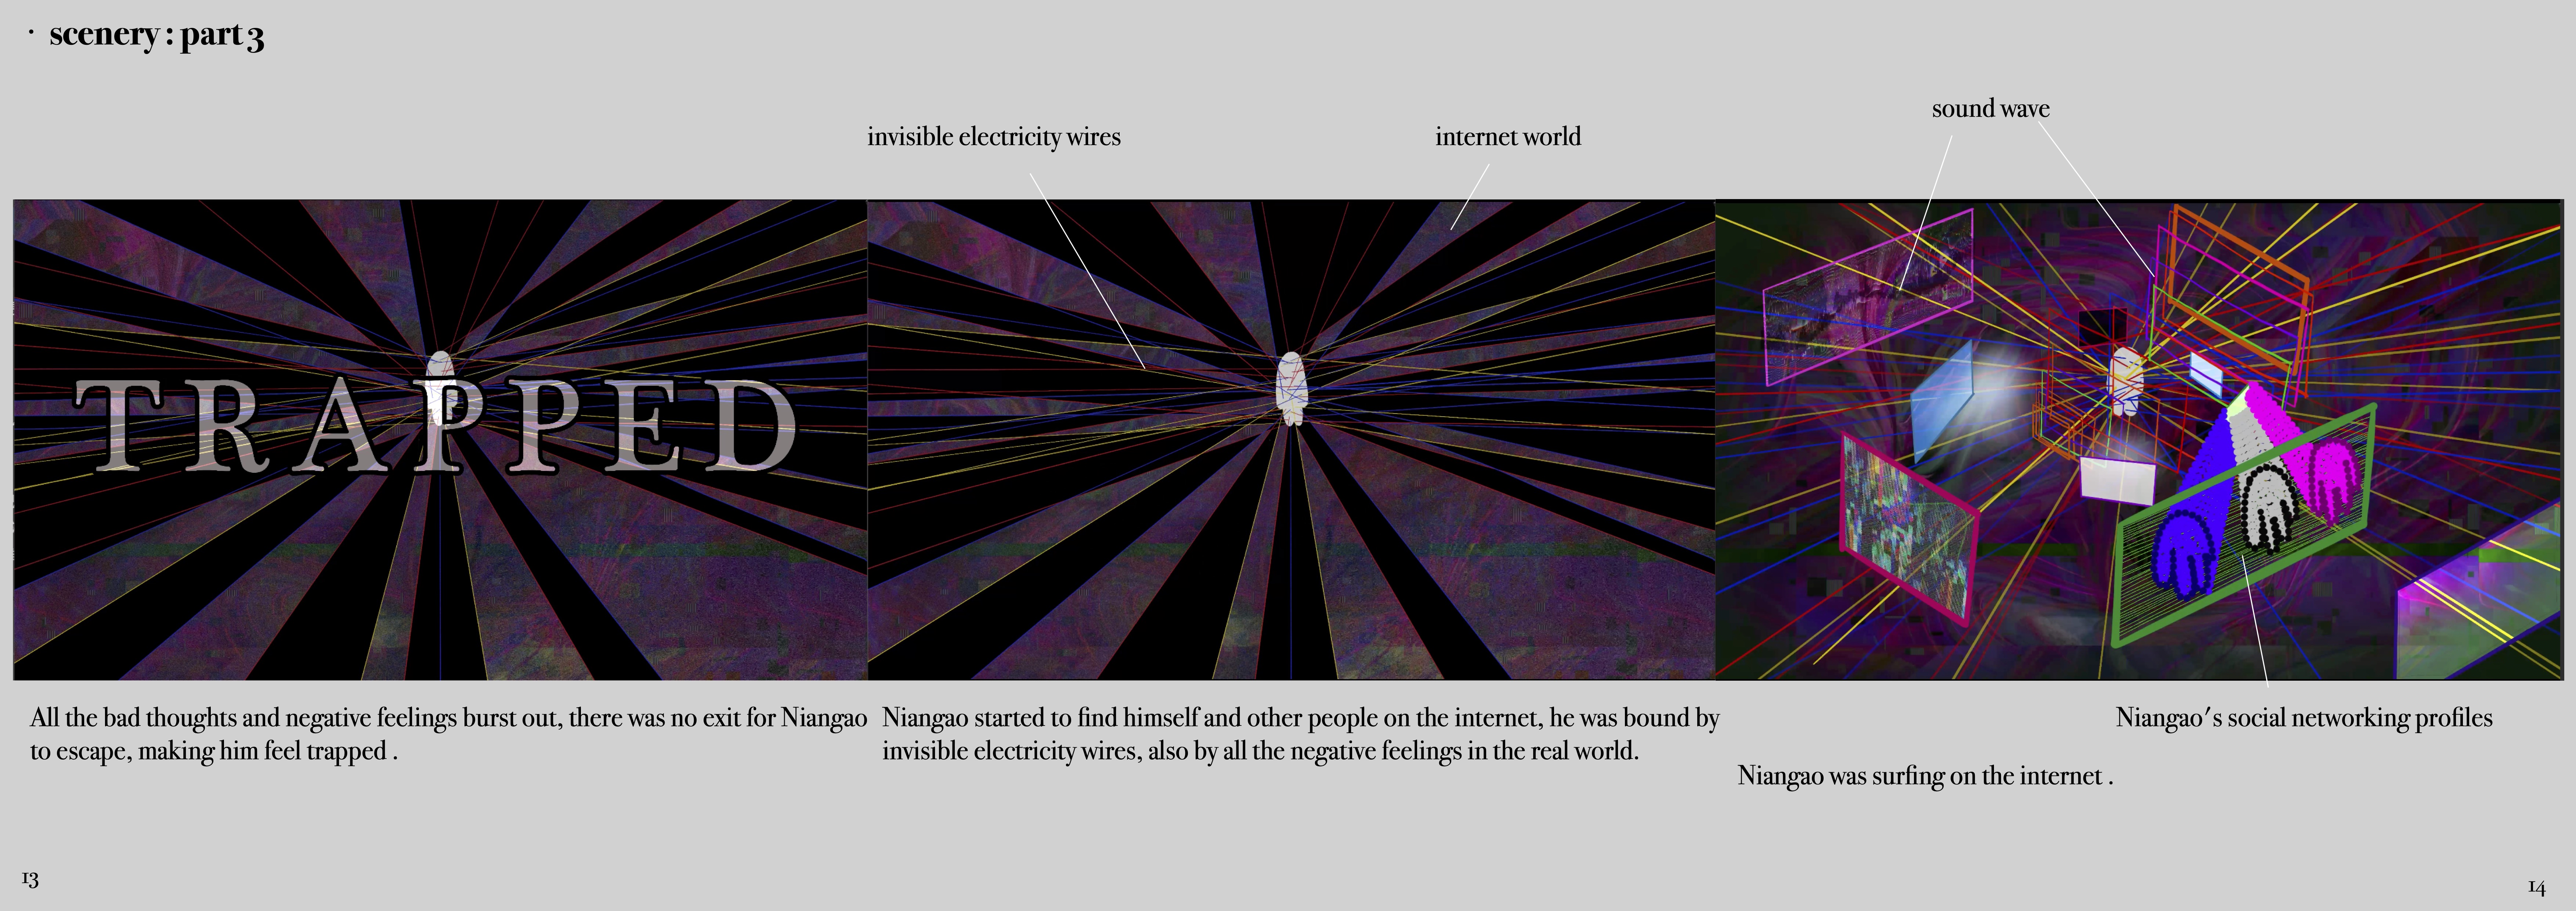 · scenery : part 3
sound wave
invisible electricity wires
internet world
TRAPPED
All the bad thoughts and negative feelings burst out, there was no exit for Niangao
to escape, making him feel trapped .
Niangao started to find himself and other people on the internet, he was bound by
invisible electricity wires, also by all the negative feelings in the real world.
Niangao's social networking profiles
Niangao was surfing on the internet .
13
14